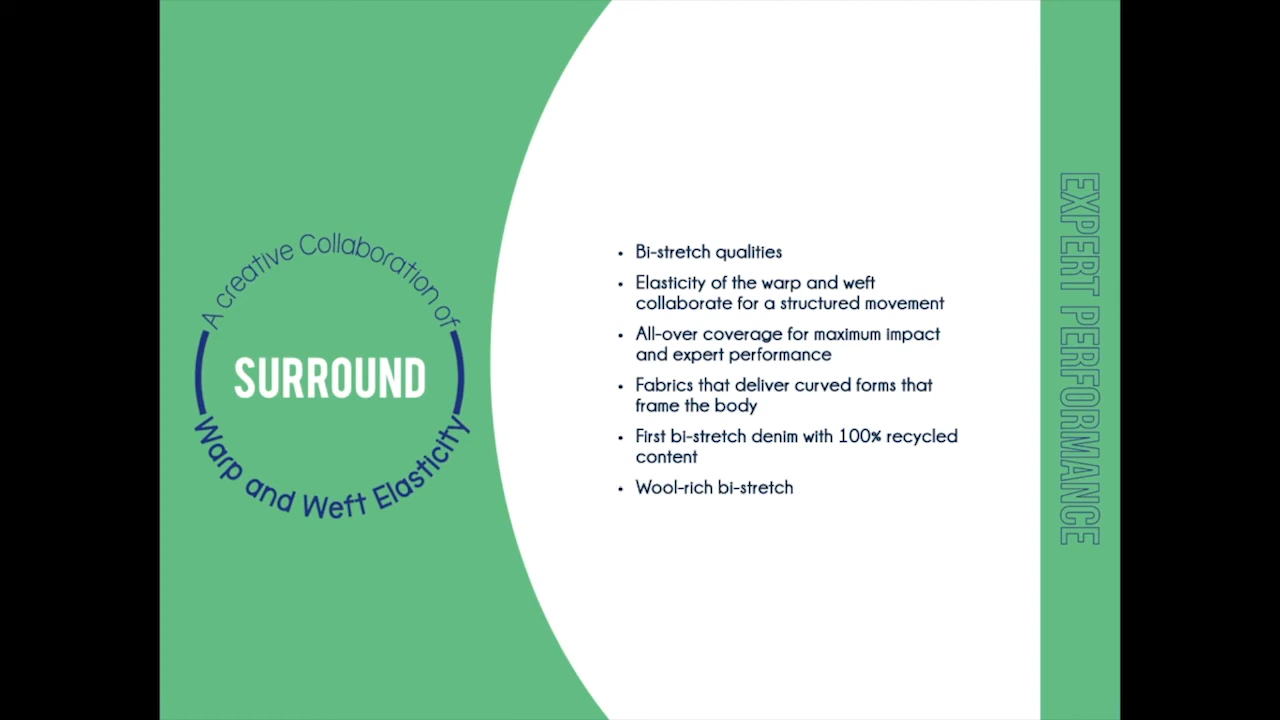 A creative Collaboration of
SURROUND
Warp and Weft Elasticity
• Bi-stretch qualities
• Elasticity of the warp and weft
collaborate for a structured movement
• All-over coverage for maximum impact
and expert performance
• Fabrics that deliver curved forms that
frame the body
• First bi-stretch denim with 100% recycled
content
• Wool-rich bi-stretch
EXPERT PERFORMANCE